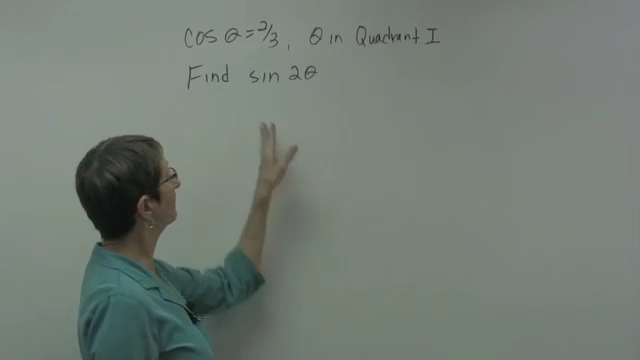 cos θ = 2/3, θ in Quadrant I
Find sin 2θ